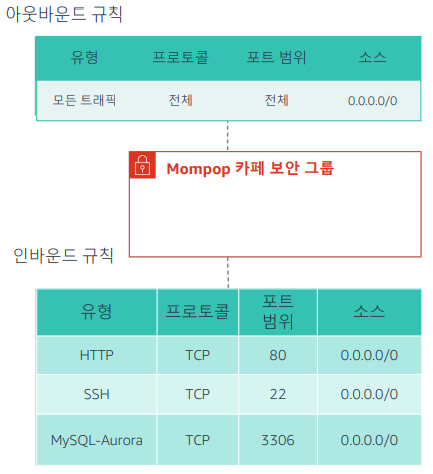 아웃바운드 규칙
유형 프로토콜 포트 범위 소스
모든 트래픽 전체 전체 0.0.0.0/0
Mompop 카페 보안 그룹
인바운드 규칙
유형 프로토콜 포트 범위 소스
HTTP TCP 80 0.0.0.0/0
SSH TCP 22 0.0.0.0/0
MySQL-Aurora TCP 3306 0.0.0.0/0